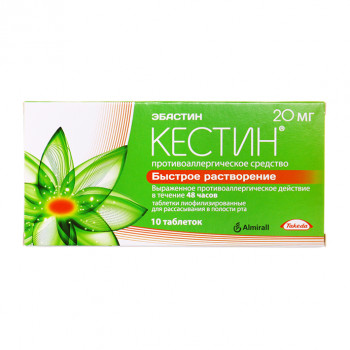 ЭБАСТИН
20 мг
КЕСТИН®
противоаллергическое средство
Быстрое растворение
Выраженное противоаллергическое действие
в течение 48 часов
таблетки лиофилизированные
для рассасывания в полости рта
10 таблеток
Almirall
Takeda